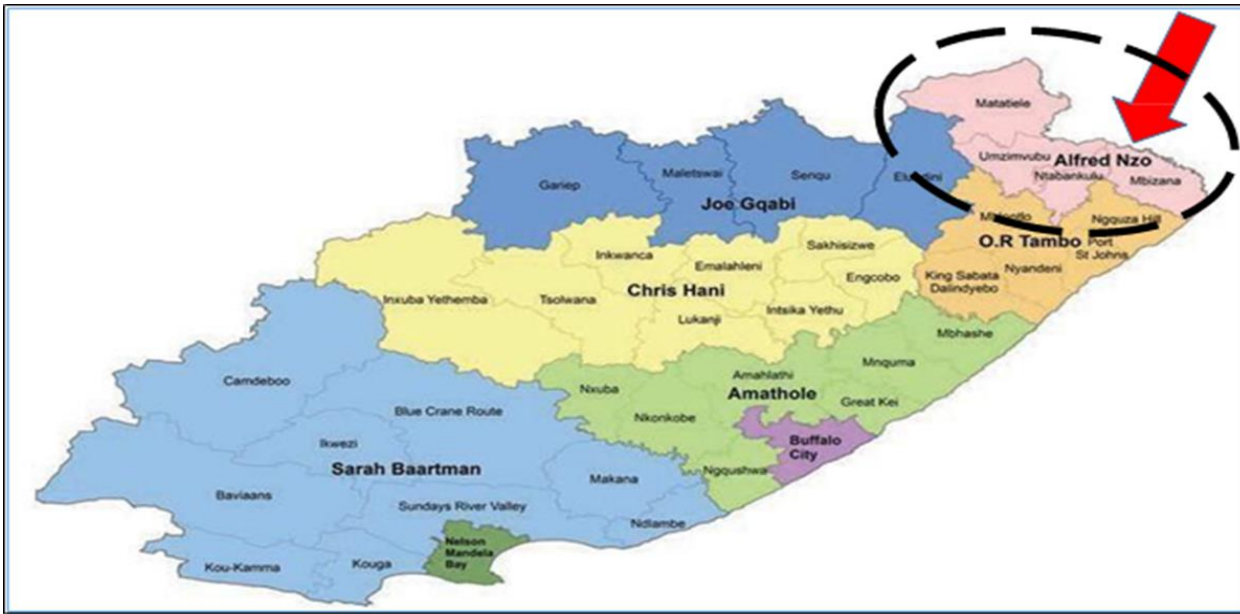 Matatiele
Umzimvubu
Alfred Nzo
Ntabankulu
Mbizana
Maletswai
Senqu
Elundini
Gariep
Joe Gqabi
Mhlontlo
Ngquza Hill
O.R Tambo
Port
St Johns
Nyandeni
King Sabata
Dalindyebo
Sakhisizwe
Inkwanca
Emalahleni
Engcobo
Chris Hani
Inxuba Yethemba
Tsolwana
Intsika Yethu
Lukanji
Mbhashe
Mnquma
Amahlathi
Camdeboo
Nxuba
Amathole
Great Kei
Blue Crane Route
Nkonkobe
Ikwezi
Buffalo
City
Sarah Baartman
Ngqushwa
Makana
Baviaans
Sundays River Valley
Ndlambe
Nelson
Mandela
Bay
Kou-Kamma
Kouga